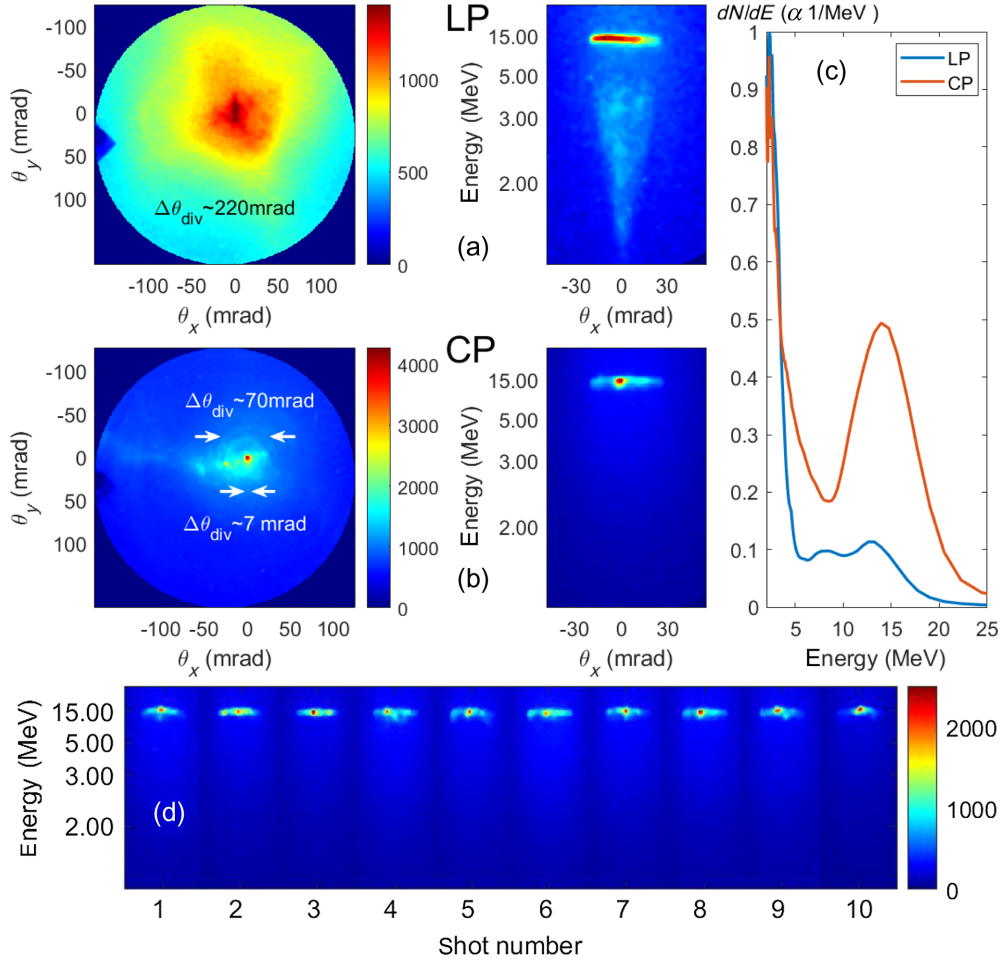 LP
-100
-50
0
50
100
θy (mrad)
Δθdiv~220mrad
-100 -50 0 50 100
θx (mrad)
1000
500
0
(a)
15.00
5.00
3.00
2.00
Energy (MeV)
-30 0 30
θx (mrad)
dN/dE (α 1/MeV )
1
0.9
0.8
0.7
0.6
0.5
0.4
0.3
0.2
0.1
0
LP
CP
(c)
5 10 15 20 25
Energy (MeV)
CP
-100
-50
0
50
100
θy (mrad)
Δθdiv~70mrad
Δθdiv~7 mrad
-100 -50 0 50 100
θx (mrad)
4000
3000
2000
1000
0
(b)
15.00
5.00
3.00
2.00
Energy (MeV)
-30 0 30
θx (mrad)
15.00
5.00
3.00
2.00
Energy (MeV)
(d)
2000
1000
0
1 2 3 4 5 6 7 8 9 10
Shot number